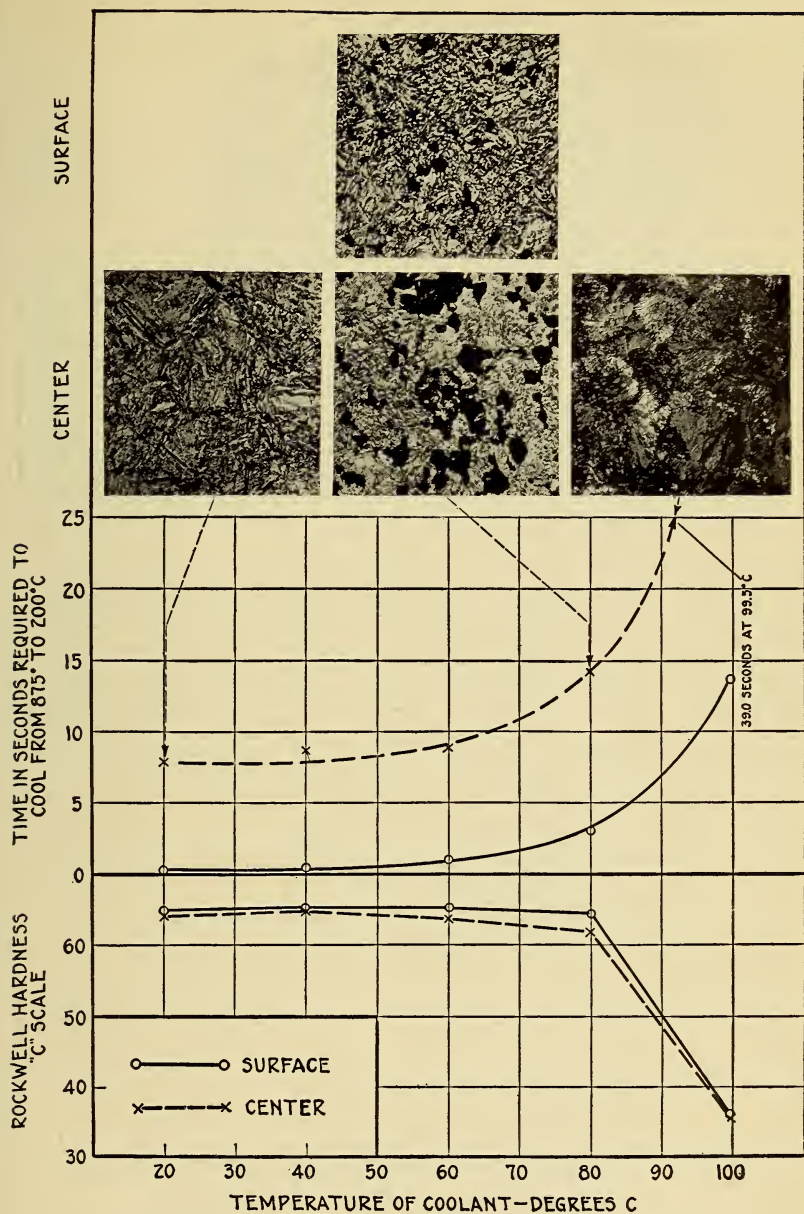 SURFACE
CENTER
TIME IN SECONDS REQUIRED TO
COOL FROM 875° TO 200°C
25
20
15
10
5
0
39.0 SECONDS AT 99.5°C
ROCKWELL HARDNESS
"C" SCALE
60
50
40
30
SURFACE
CENTER
20 30 40 50 60 70 80 90 100
TEMPERATURE OF COOLANT—DEGREES C